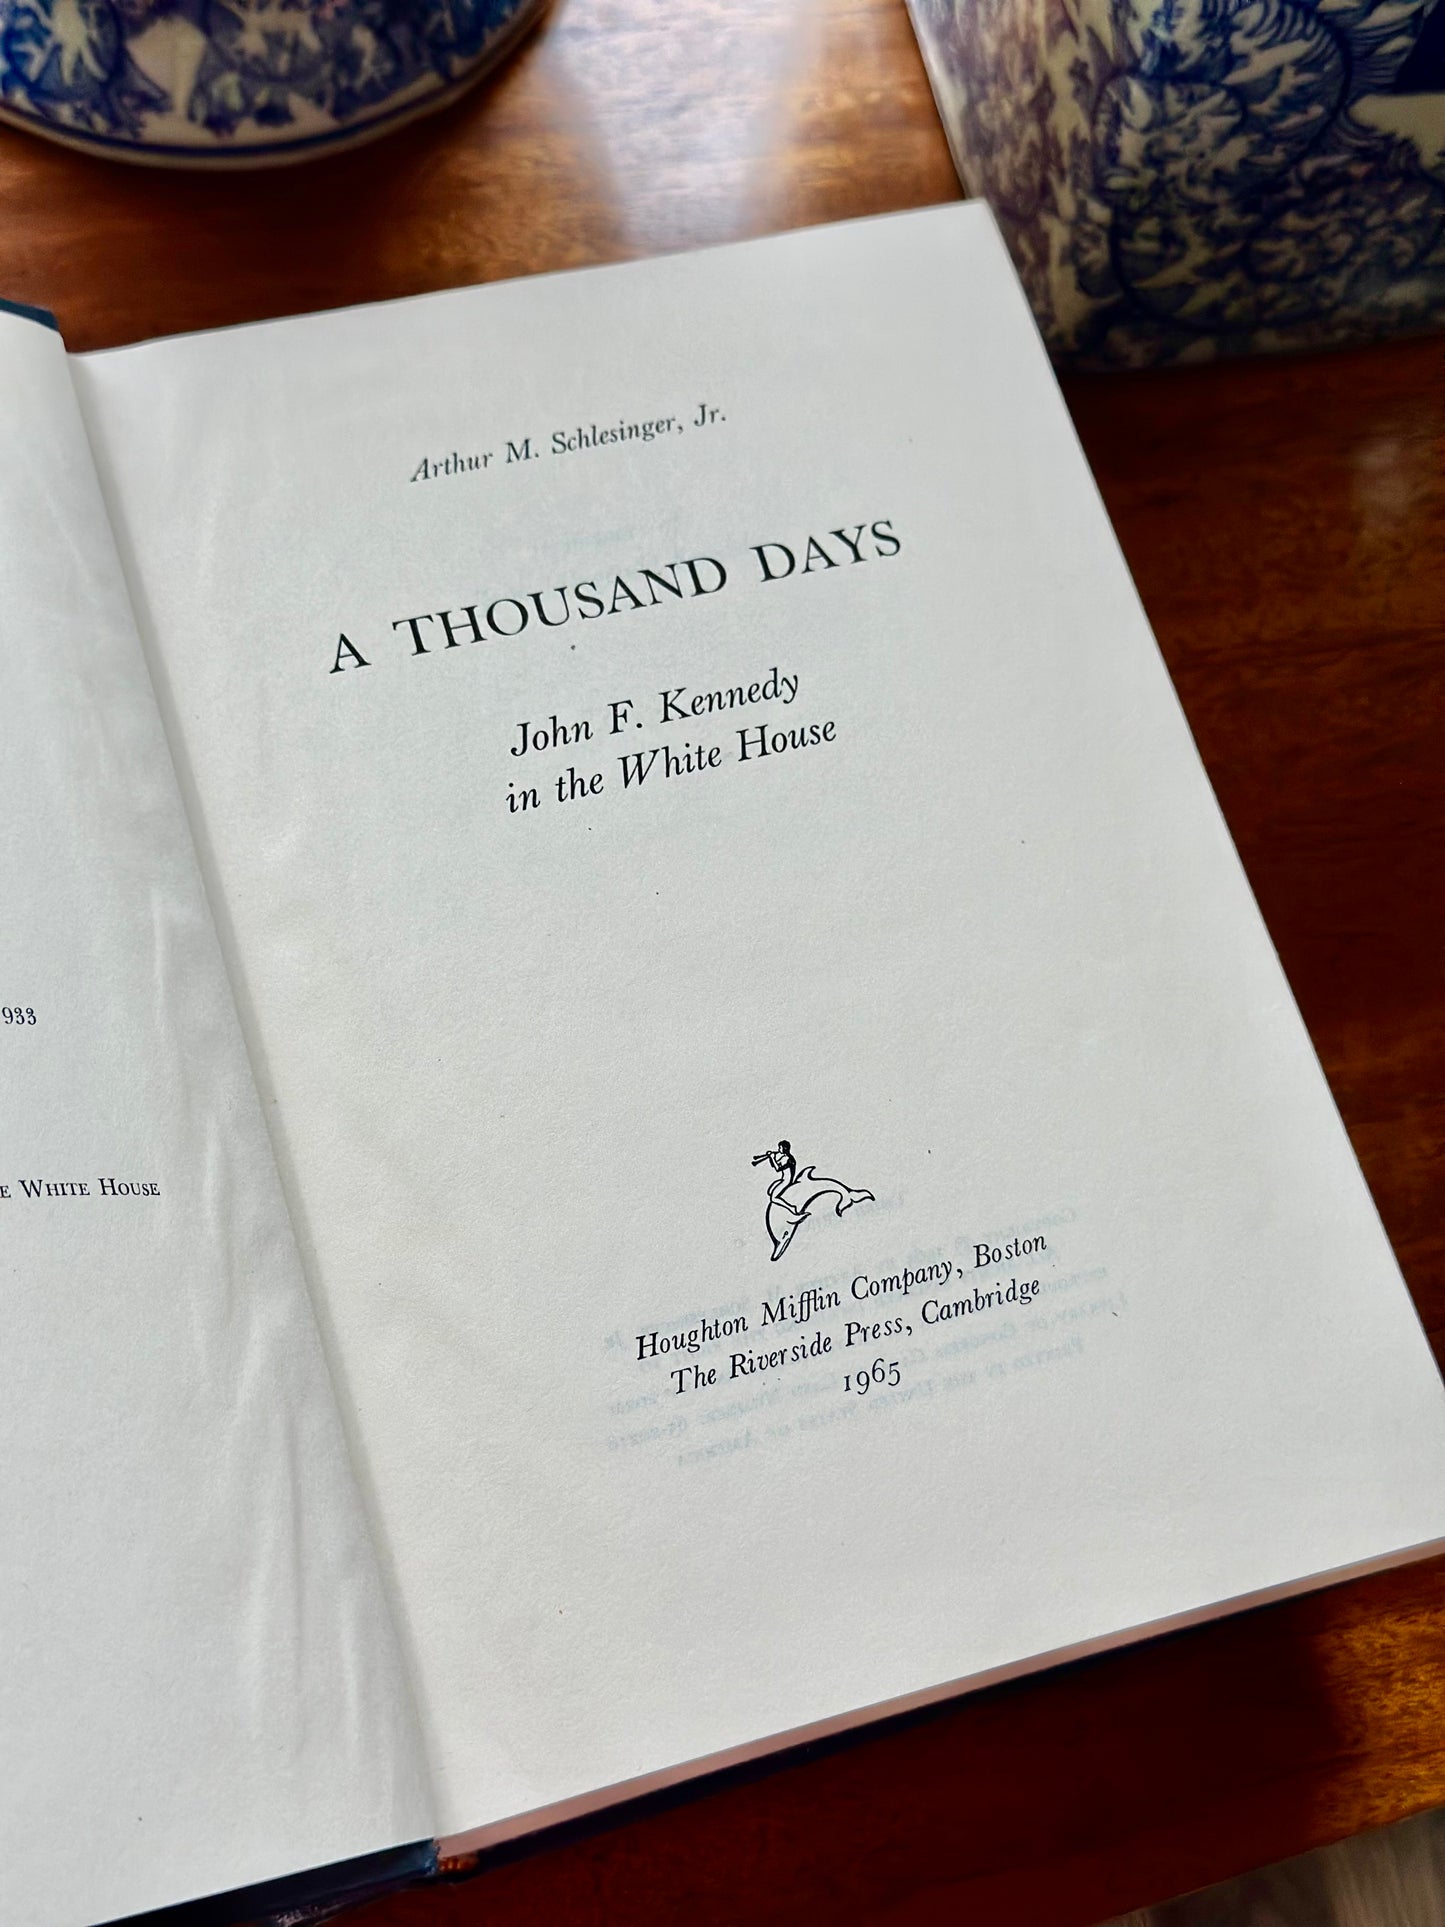 933
E WHITE HOUSE
Arthur M. Schlesinger, Jr.
A THOUSAND DAYS
John F. Kennedy
in the White House
Houghton Mifflin Company, Boston
The Riverside Press, Cambridge
1965